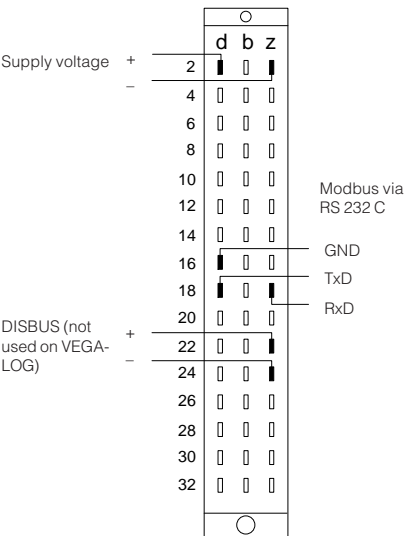 d b z
Supply voltage + 2
–
4
6
8
10
12
14
16
18
20
22
24
26
28
30
32
Modbus via
RS 232 C
GND
TxD
RxD
DISBUS (not
used on VEGA-
LOG)
+
–